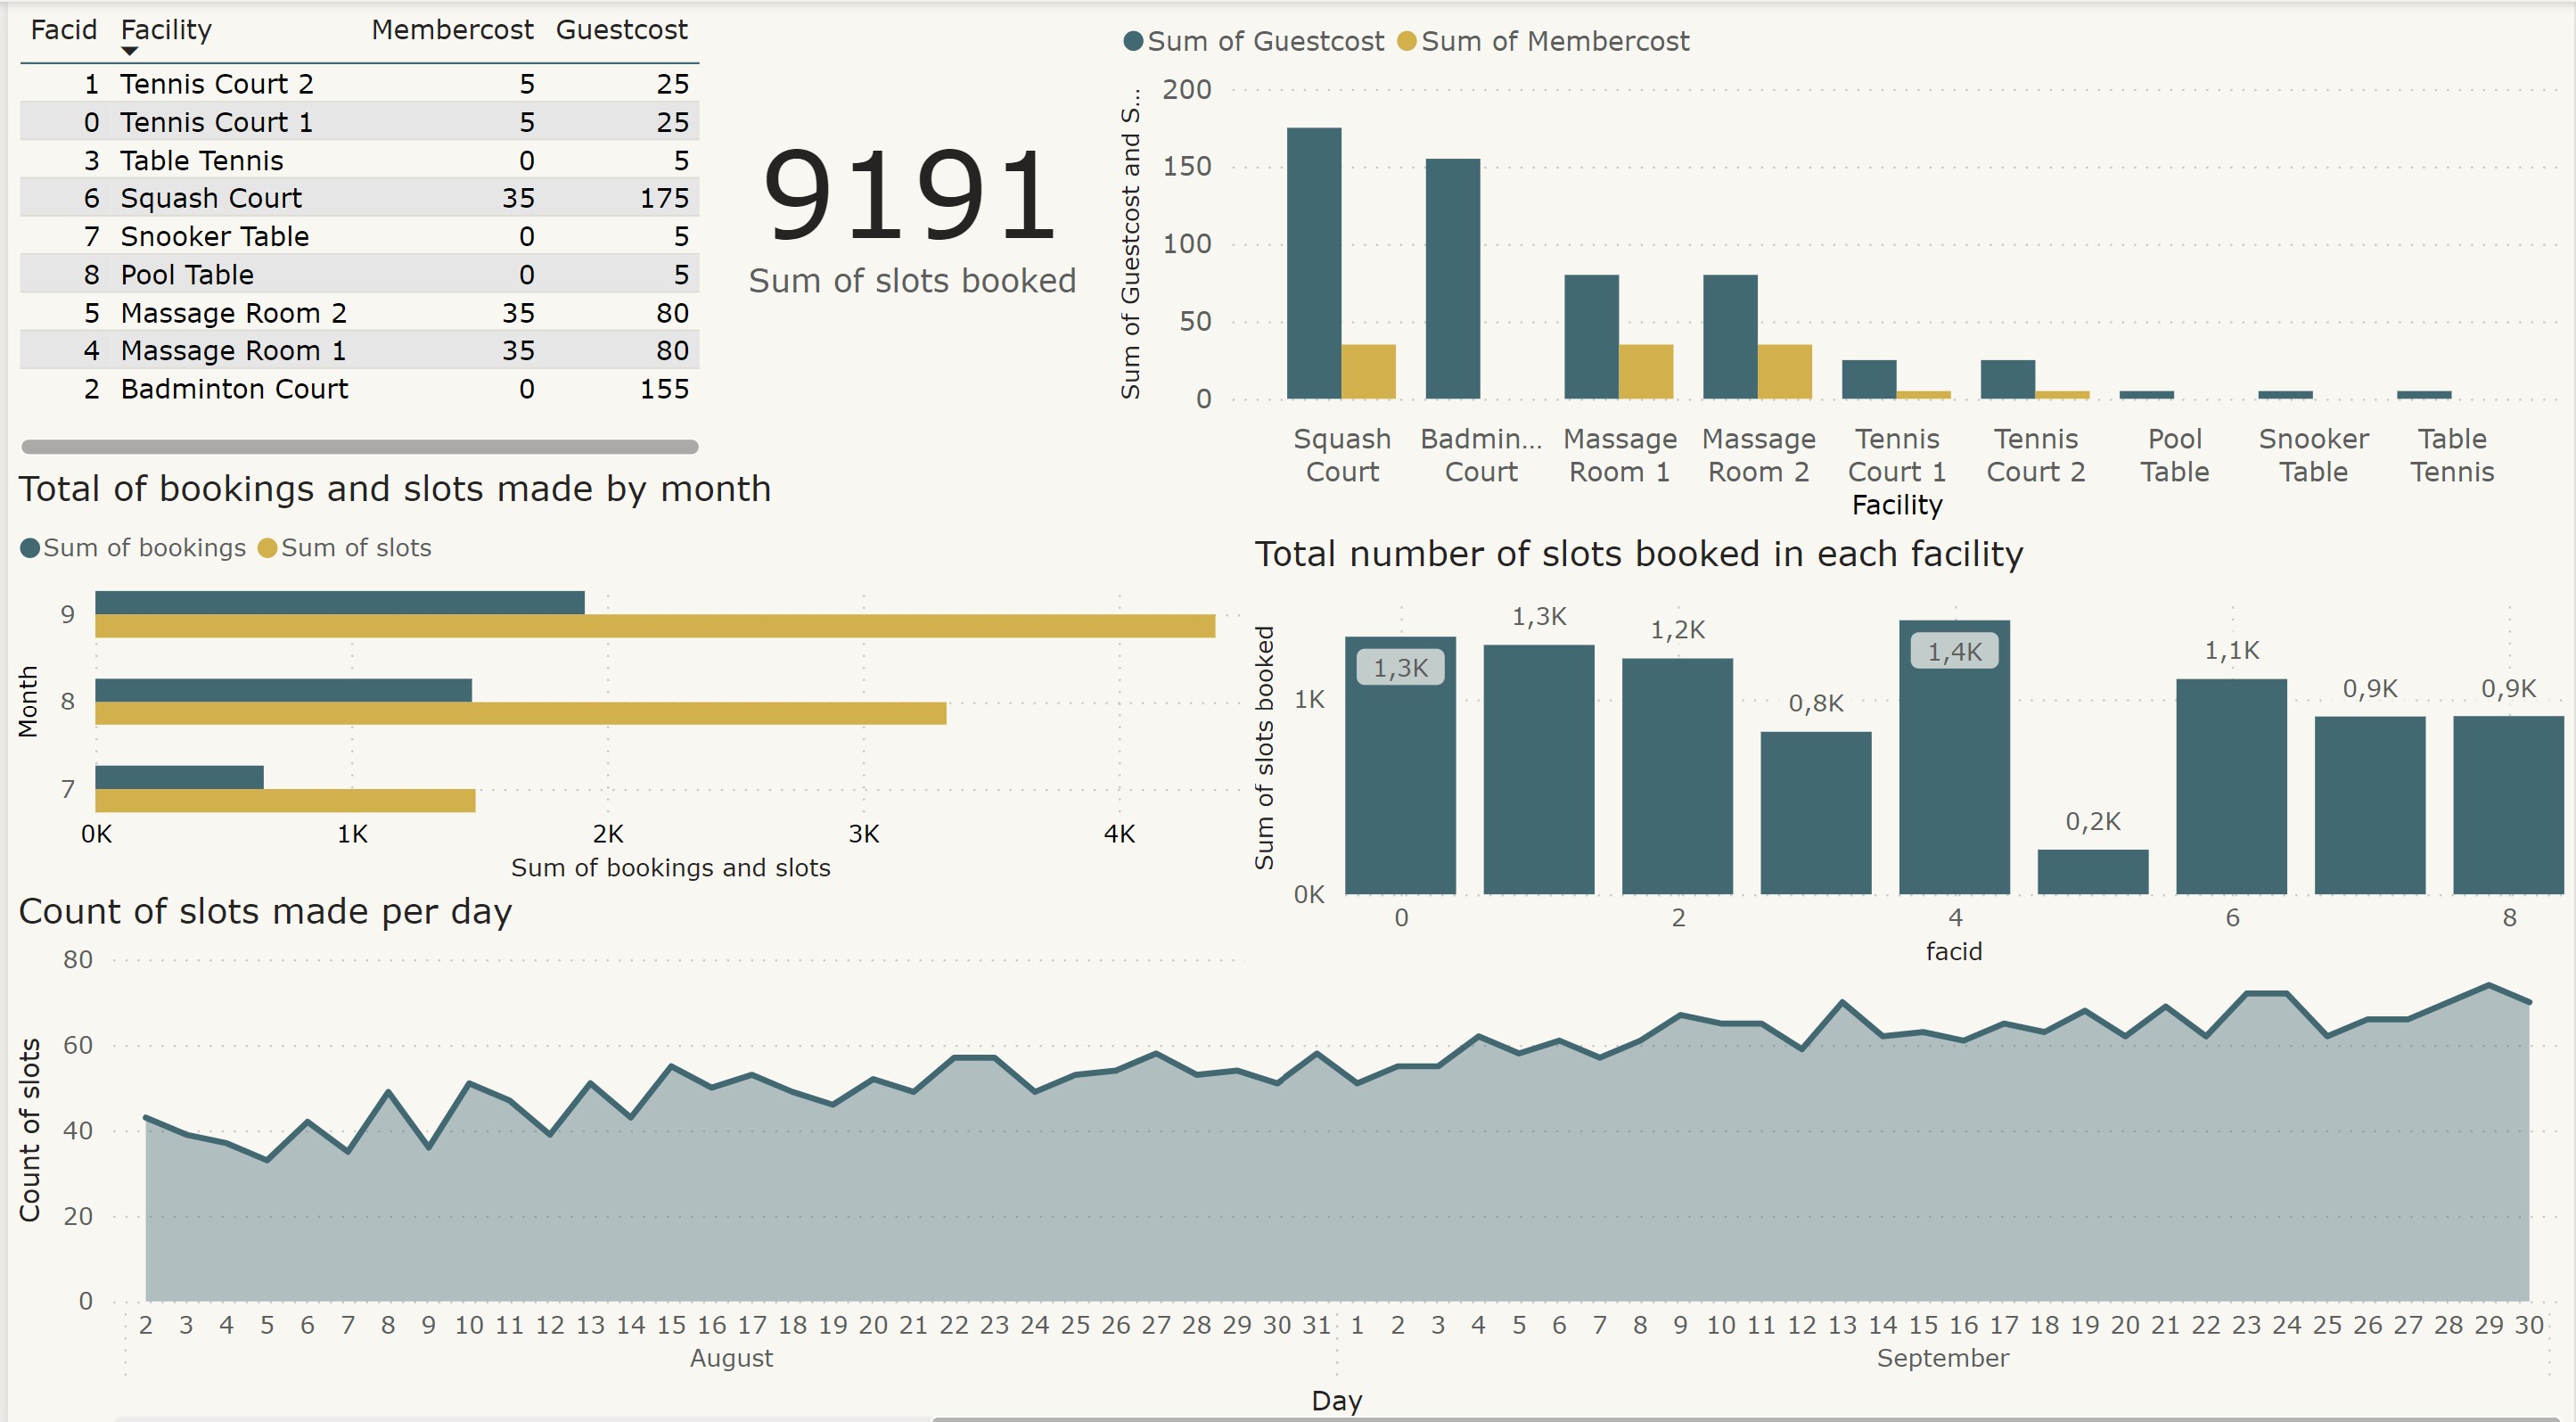 Facid Facility Membercost Guestcost
1 Tennis Court 2 5 25
0 Tennis Court 1 5 25
3 Table Tennis 0 5
6 Squash Court 35 175
7 Snooker Table 0 5
8 Pool Table 0 5
5 Massage Room 2 35 80
4 Massage Room 1 35 80
2 Badminton Court 0 155
9191
Sum of slots booked
Sum of Guestcost Sum of Membercost
Sum of Guestcost and S...
200
150
100
50
0
Squash Badmin... Massage Massage Tennis Tennis Pool Snooker Table
Court Court Room 1 Room 2 Court 1 Court 2 Table Table Tennis
Facility
Total of bookings and slots made by month
Sum of bookings Sum of slots
Month
9
8
7
0K 1K 2K 3K 4K
Sum of bookings and slots
Total number of slots booked in each facility
Sum of slots booked
1K
0K
1,3K 1,3K 1,2K 0,8K 1,4K 0,2K 1,1K 0,9K 0,9K
0 2 4 6 8
facid
Count of slots made per day
Count of slots
80
60
40
20
0
2 3 4 5 6 7 8 9 10 11 12 13 14 15 16 17 18 19 20 21 22 23 24 25 26 27 28 29 30 31 1 2 3 4 5 6 7 8 9 10 11 12 13 14 15 16 17 18 19 20 21 22 23 24 25 26 27 28 29 30
August September
Day